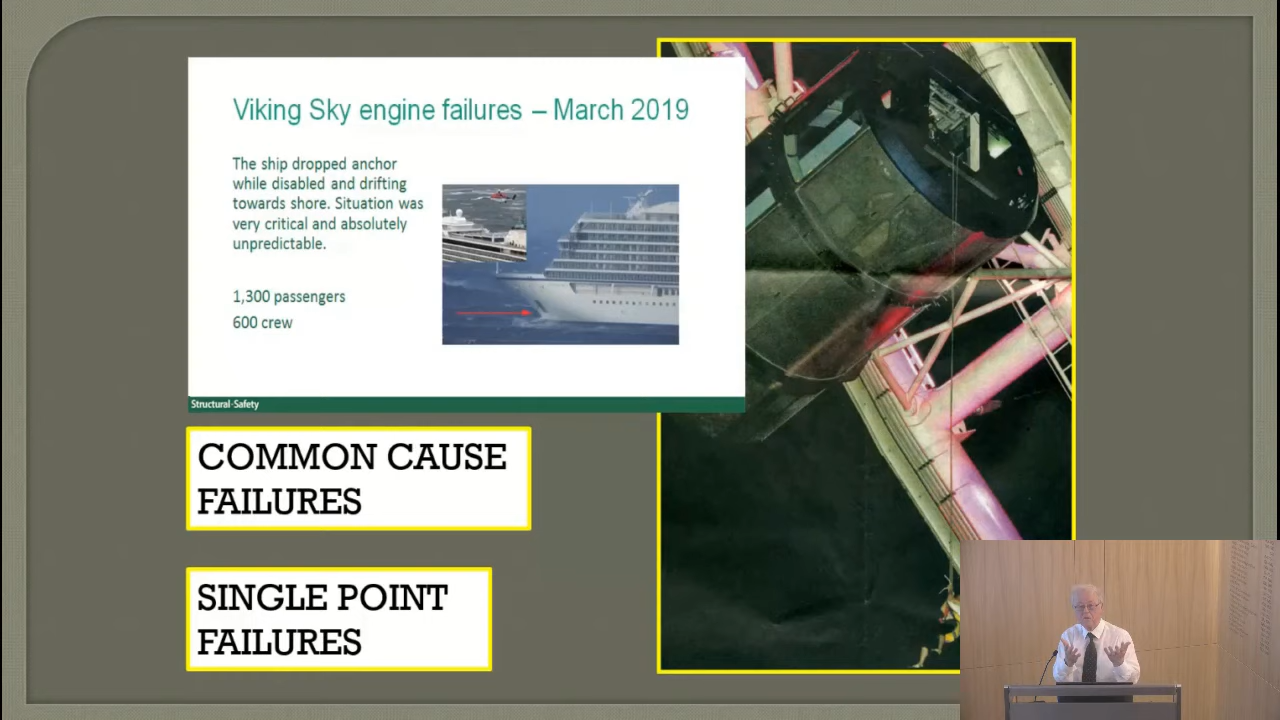 Viking Sky engine failures – March 2019
The ship dropped anchor
while disabled and drifting
towards shore. Situation was
very critical and absolutely
unpredictable.
1,300 passengers
600 crew
Structural-Safety
COMMON CAUSE
FAILURES
SINGLE POINT
FAILURES